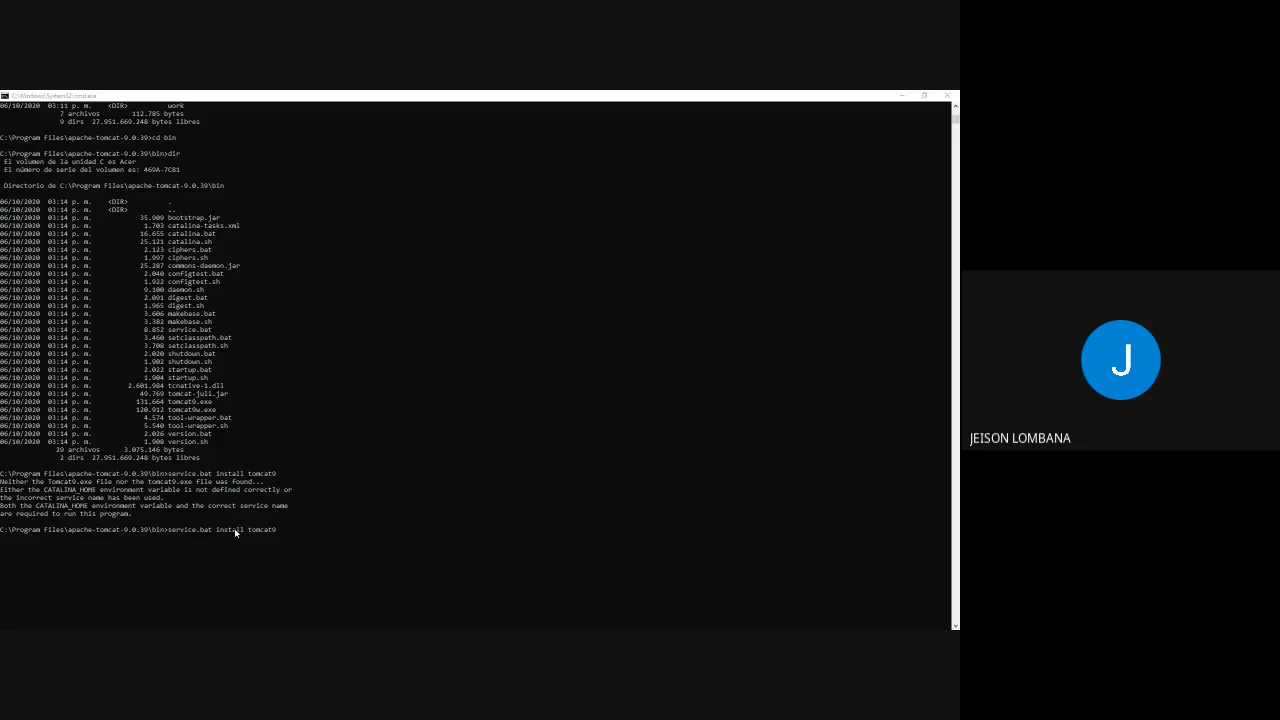 C:\Windows\System32\cmd.exe
06/10/2020  03:11 p. m.    <DIR>          work
7 archivos        112.785 bytes
9 dirs  27.951.669.248 bytes libres
C:\Program Files\apache-tomcat-9.0.39>cd bin
C:\Program Files\apache-tomcat-9.0.39\bin>dir
El volumen de la unidad C es Acer
El número de serie del volumen es: 469A-7C81
Directorio de C:\Program Files\apache-tomcat-9.0.39\bin
06/10/2020  03:14 p. m.    <DIR>          .
06/10/2020  03:14 p. m.    <DIR>          ..
06/10/2020  03:14 p. m.            35.909 bootstrap.jar
06/10/2020  03:14 p. m.             1.703 catalina-tasks.xml
06/10/2020  03:14 p. m.            16.655 catalina.bat
06/10/2020  03:14 p. m.            25.121 catalina.sh
06/10/2020  03:14 p. m.             2.123 ciphers.bat
06/10/2020  03:14 p. m.             1.997 ciphers.sh
06/10/2020  03:14 p. m.            25.287 commons-daemon.jar
06/10/2020  03:14 p. m.             2.040 configtest.bat
06/10/2020  03:14 p. m.             1.922 configtest.sh
06/10/2020  03:14 p. m.             9.100 daemon.sh
06/10/2020  03:14 p. m.             2.091 digest.bat
06/10/2020  03:14 p. m.             1.965 digest.sh
06/10/2020  03:14 p. m.             3.606 makebase.bat
06/10/2020  03:14 p. m.             3.382 makebase.sh
06/10/2020  03:14 p. m.             8.852 service.bat
06/10/2020  03:14 p. m.             3.460 setclasspath.bat
06/10/2020  03:14 p. m.             3.708 setclasspath.sh
06/10/2020  03:14 p. m.             2.020 shutdown.bat
06/10/2020  03:14 p. m.             1.902 shutdown.sh
06/10/2020  03:14 p. m.             2.022 startup.bat
06/10/2020  03:14 p. m.             1.904 startup.sh
06/10/2020  03:14 p. m.         2.601.984 tcnative-1.dll
06/10/2020  03:14 p. m.            49.769 tomcat-juli.jar
06/10/2020  03:14 p. m.           131.664 tomcat9.exe
06/10/2020  03:14 p. m.           120.912 tomcat9w.exe
06/10/2020  03:14 p. m.             4.574 tool-wrapper.bat
06/10/2020  03:14 p. m.             5.540 tool-wrapper.sh
06/10/2020  03:14 p. m.             2.026 version.bat
06/10/2020  03:14 p. m.             1.908 version.sh
29 archivos      3.075.146 bytes
2 dirs  27.951.669.248 bytes libres
C:\Program Files\apache-tomcat-9.0.39\bin>service.bat install tomcat9
Neither the Tomcat9.exe file nor the tomcat9.exe file was found...
Either the CATALINA_HOME environment variable is not defined correctly or
the incorrect service name has been used.
Both the CATALINA_HOME environment variable and the correct service name
are required to run this program.
C:\Program Files\apache-tomcat-9.0.39\bin>service.bat install tomcat9
J
JEISON LOMBANA